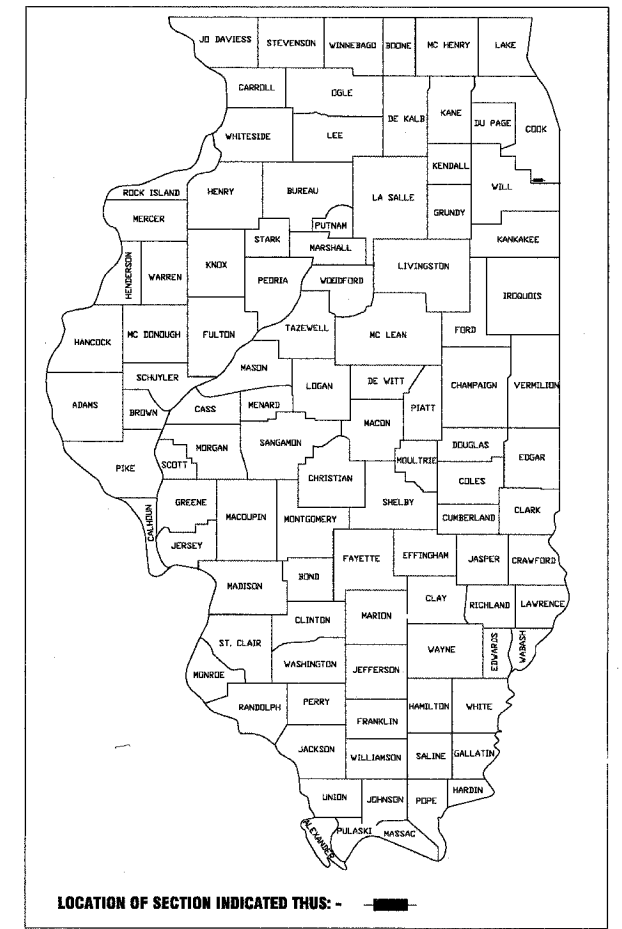 JO DAVIESS STEVENSON WINNEBAGO BOONE MC HENRY LAKE
CARROLL OGLE
DE KALB KANE DU PAGE COOK
WHITESIDE LEE
KENDALL
ROCK ISLAND HENRY BUREAU LA SALLE WILL
MERCER PUTNAM GRUNDY
STARK MARSHALL KANKAKEE
HENDERSON WARREN KNOX PEORIA WOODFORD LIVINGSTON
IROQUOIS
HANCOCK MC DONOUGH FULTON TAZEWELL MC LEAN FORD
MASON
SCHUYLER LOGAN DE WITT CHAMPAIGN VERMILION
ADAMS BROWN CASS MENARD MACON PIATT
MORGAN SANGAMON DOUGLAS
PIKE SCOTT CHRISTIAN MOULTRIE COLES EDGAR
GREENE MACOUPIN MONTGOMERY SHELBY CUMBERLAND CLARK
CALHOUN JERSEY
FAYETTE EFFINGHAM JASPER CRAWFORD
MADISON BOND
CLAY RICHLAND LAWRENCE
CLINTON MARION
ST. CLAIR WAYNE EDWARDS WABASH
WASHINGTON JEFFERSON
MONROE
RANDOLPH PERRY HAMILTON WHITE
FRANKLIN
JACKSON WILLIAMSON SALINE GALLATIN
HARDIN
UNION JOHNSON POPE
ALEXANDER PULASKI MASSAC
LOCATION OF SECTION INDICATED THUS: -